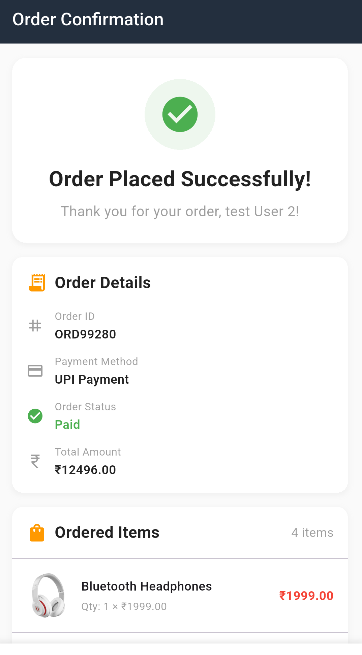 Order Confirmation
Order Placed Successfully!
Thank you for your order, test User 2!
Order Details
Order ID
ORD99280
Payment Method
UPI Payment
Order Status
Paid
Total Amount
₹12496.00
Ordered Items 4 items
Bluetooth Headphones
₹1999.00
Qty: 1 × ₹1999.00